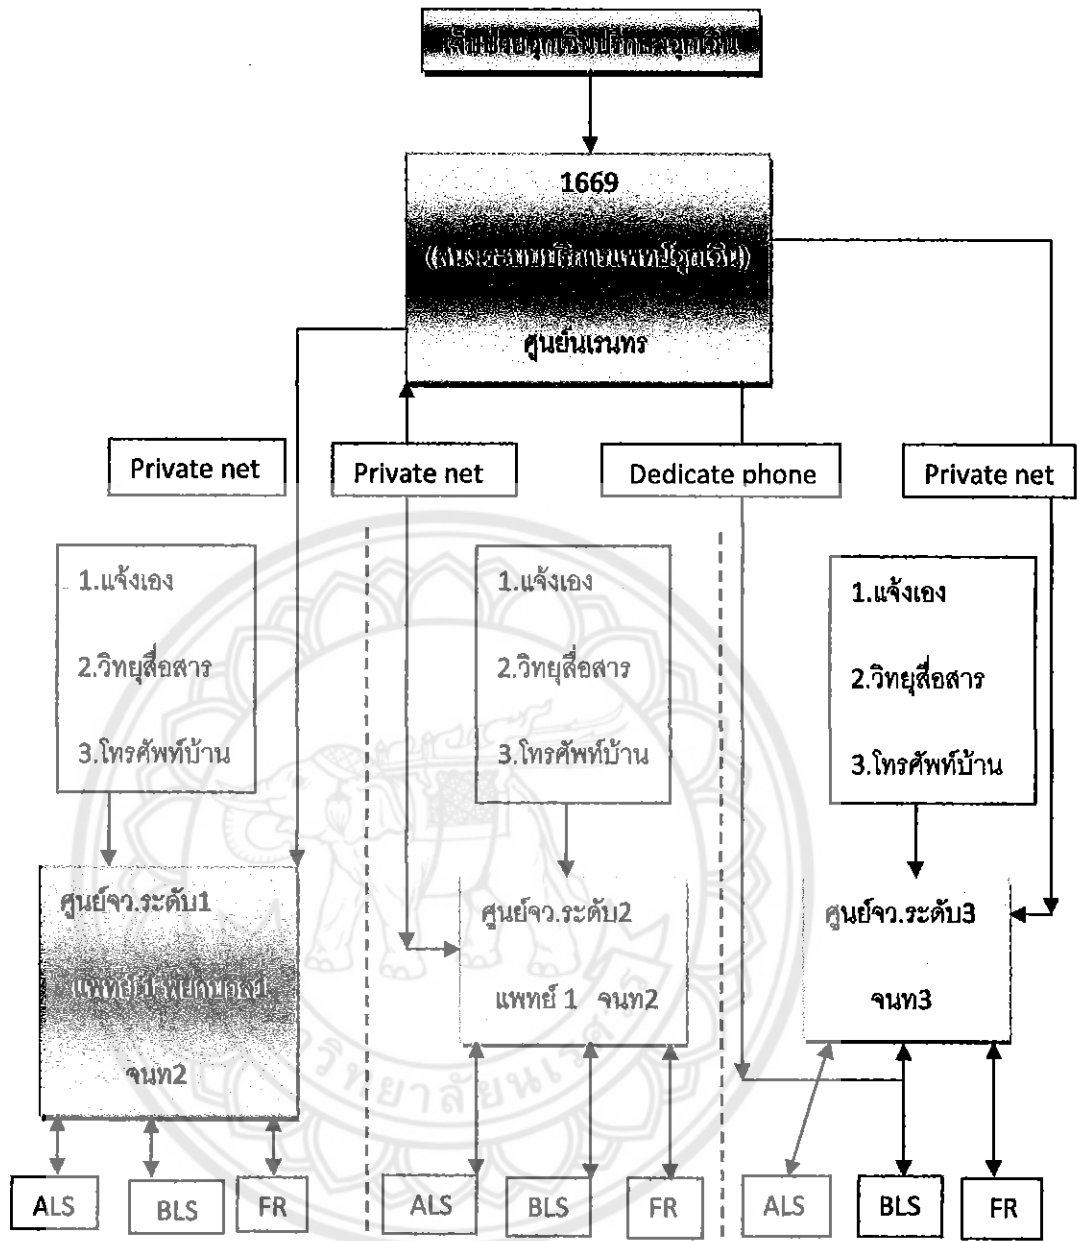 1669
ศูนย์นเรนทร
Private net
Private net
Dedicate phone
Private net
1.แจ้งเอง
2.วิทยุสื่อสาร
3.โทรศัพท์บ้าน
1.แจ้งเอง
2.วิทยุสื่อสาร
3.โทรศัพท์บ้าน
1.แจ้งเอง
2.วิทยุสื่อสาร
3.โทรศัพท์บ้าน
ศูนย์จว.ระดับ1
จนท2
ศูนย์จว.ระดับ2
แพทย์ 1 จนท2
ศูนย์จว.ระดับ3
จนท3
ALS
BLS
FR
ALS
BLS
FR
ALS
BLS
FR